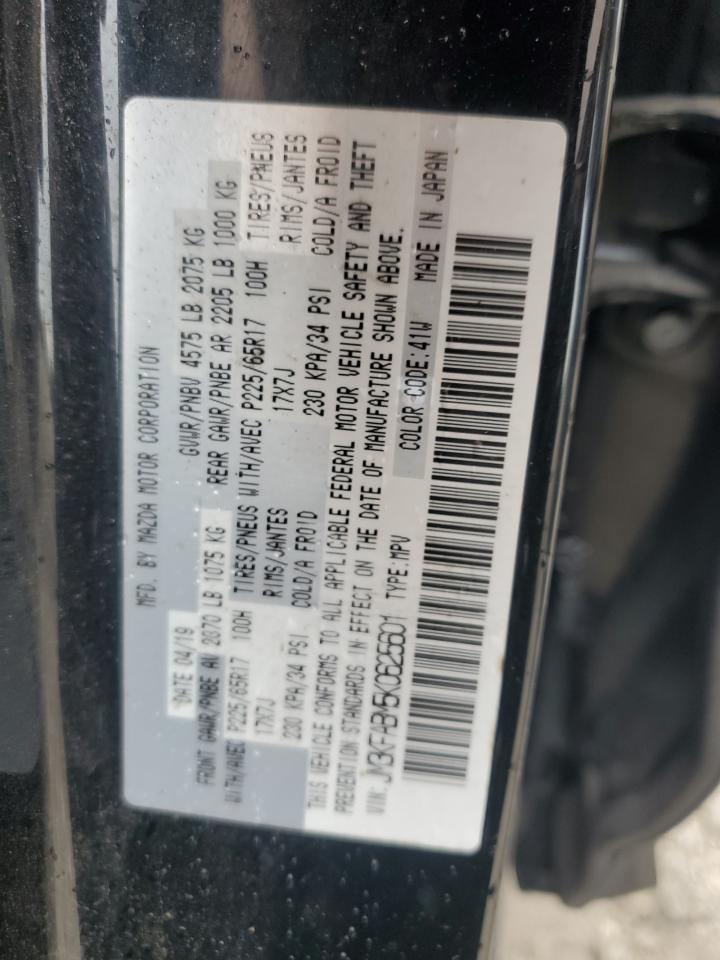 MFD. BY MAZDA MOTOR CORPORATION
DATE 04/19 GVWR/PNBV 4575 LB 2075 KG
FRONT GAWR/PNBE AV 2370 LB 1075 KG REAR GAWR/PNBE AR 2205 LB 1000 KG
WITH/AVEC P225/65R17 100H TIRES/PNEUS WITH/AVEC P225/65R17 100H TIRES/PNEUS
17X7J RIMS/JANTES 17X7J RIMS/JANTES
230 KPA/34 PSI COLD/A FROID 230 KPA/34 PSI COLD/A FROID
THIS VEHICLE CONFORMS TO ALL APPLICABLE FEDERAL MOTOR VEHICLE SAFETY AND THEFT
PREVENTION STANDARDS IN EFFECT ON THE DATE OF MANUFACTURE SHOWN ABOVE.
VIN: JM3KFABM5K0625601 TYPE:MPV COLOR CODE:41W MADE IN JAPAN